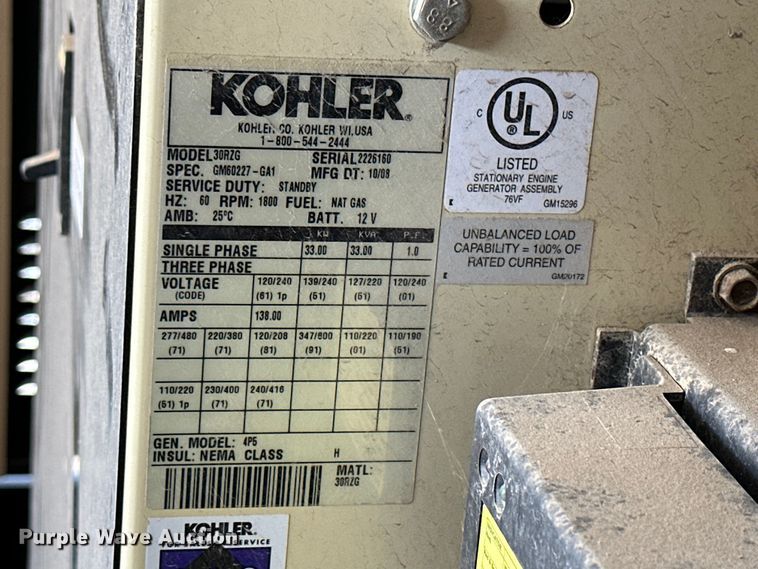 KOHLER®
KOHLER CO. KOHLER WI. USA
1-800-544-2444
MODEL 30RZG SERIAL 2226160
SPEC. GM60227-GA1 MFG DT: 10/08
SERVICE DUTY: STANDBY
HZ: 60 RPM: 1800 FUEL: NAT GAS
AMB: 25°C BATT. 12 V
KW KVA P.F.
SINGLE PHASE 33.00 33.00 1.0
THREE PHASE
VOLTAGE 120/240 139/240 127/220 120/240
(CODE) (61) 1p (51) (61) (01)
AMPS 138.00
277/480 220/380 120/208 347/600 110/220 110/190
(71) (71) (81) (91) (01) (51)
110/220 230/400 240/416
(61) 1p (71) (71)
GEN. MODEL: 4P5
INSUL: NEMA CLASS H
MATL:
30RZG
C UL ® US
LISTED
STATIONARY ENGINE
GENERATOR ASSEMBLY
76VF GM15296
UNBALANCED LOAD
CAPABILITY = 100% OF
RATED CURRENT
GM20172
KOHLER
FOR SALES OR SERVICE
Purple Wave Auction